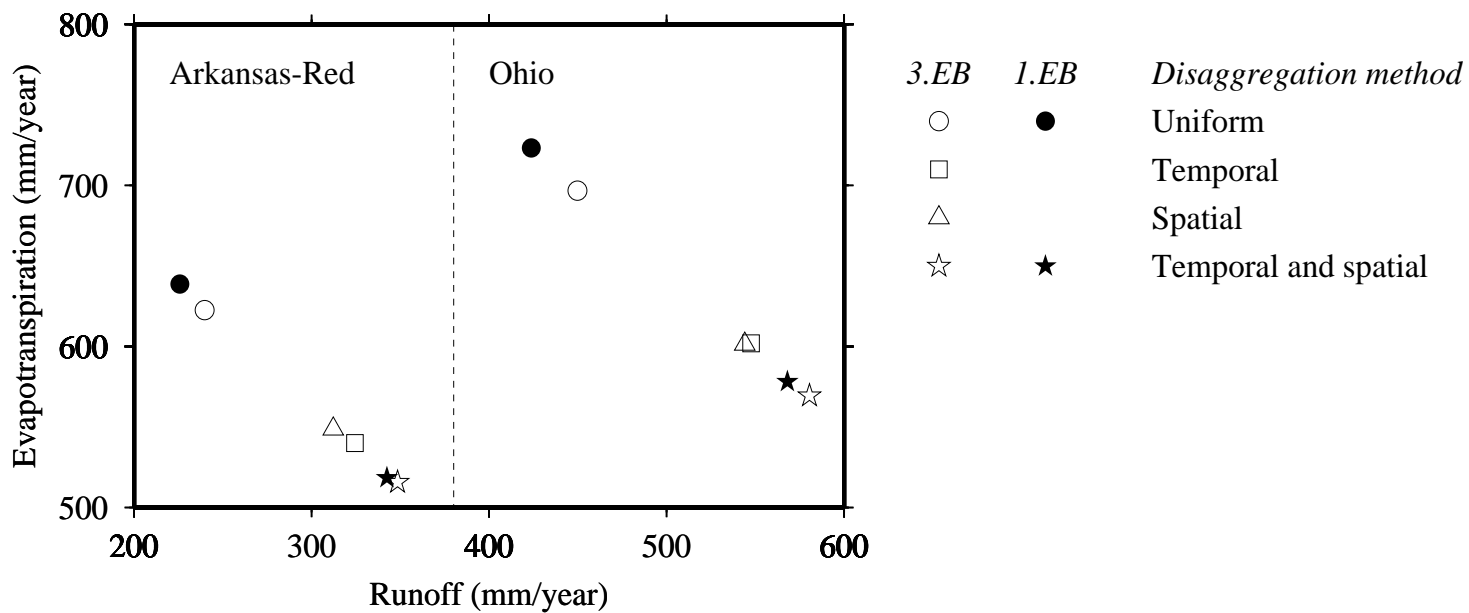 800
700
600
500
Evapotranspiration (mm/year)
Arkansas-Red
Ohio
200 300 400 500 600
Runoff (mm/year)
3.EB 1.EB Disaggregation method
Uniform
Temporal
Spatial
Temporal and spatial